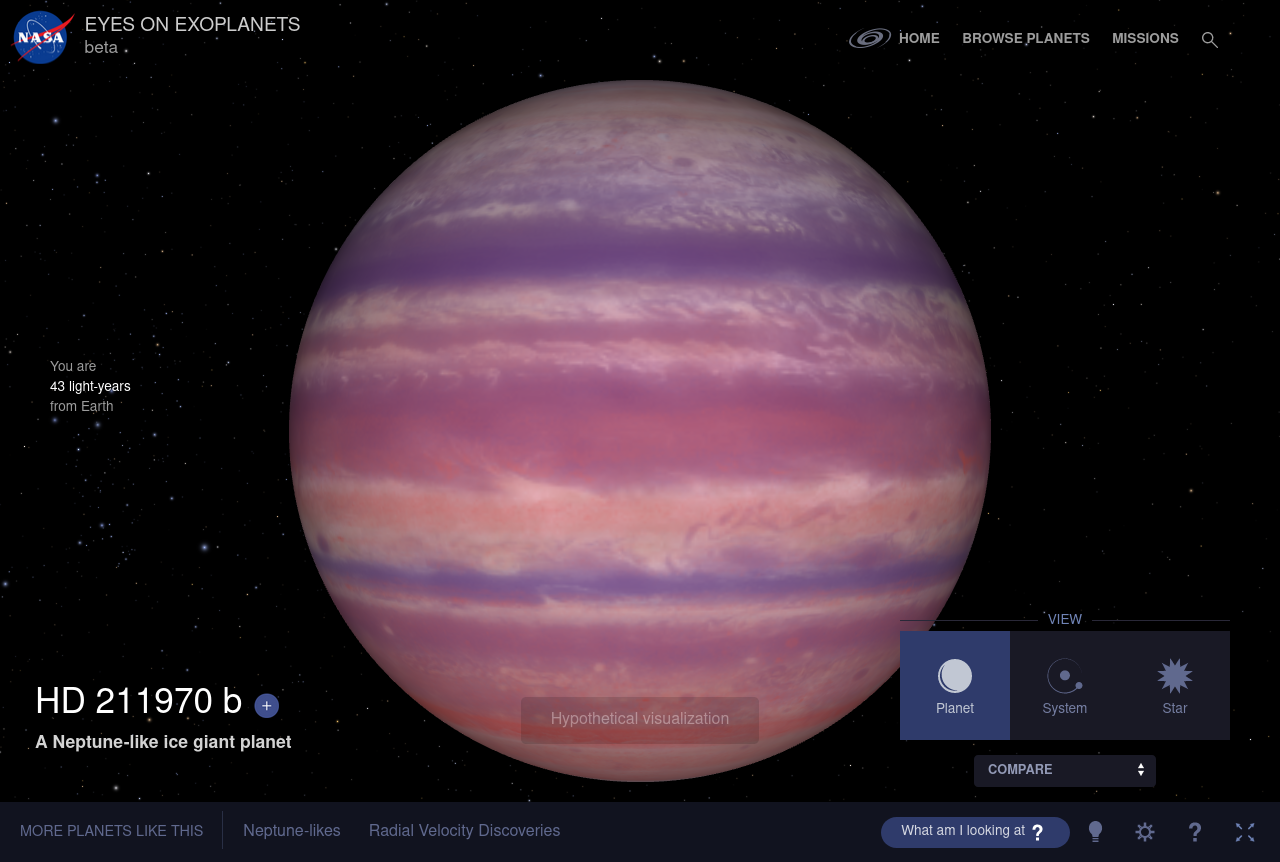 NASA
EYES ON EXOPLANETS
beta
HOME
BROWSE PLANETS
MISSIONS
You are
43 light-years
from Earth
HD 211970 b +
A Neptune-like ice giant planet
Hypothetical visualization
VIEW
Planet
System
Star
COMPARE
MORE PLANETS LIKE THIS
Neptune-likes
Radial Velocity Discoveries
What am I looking at ?
?